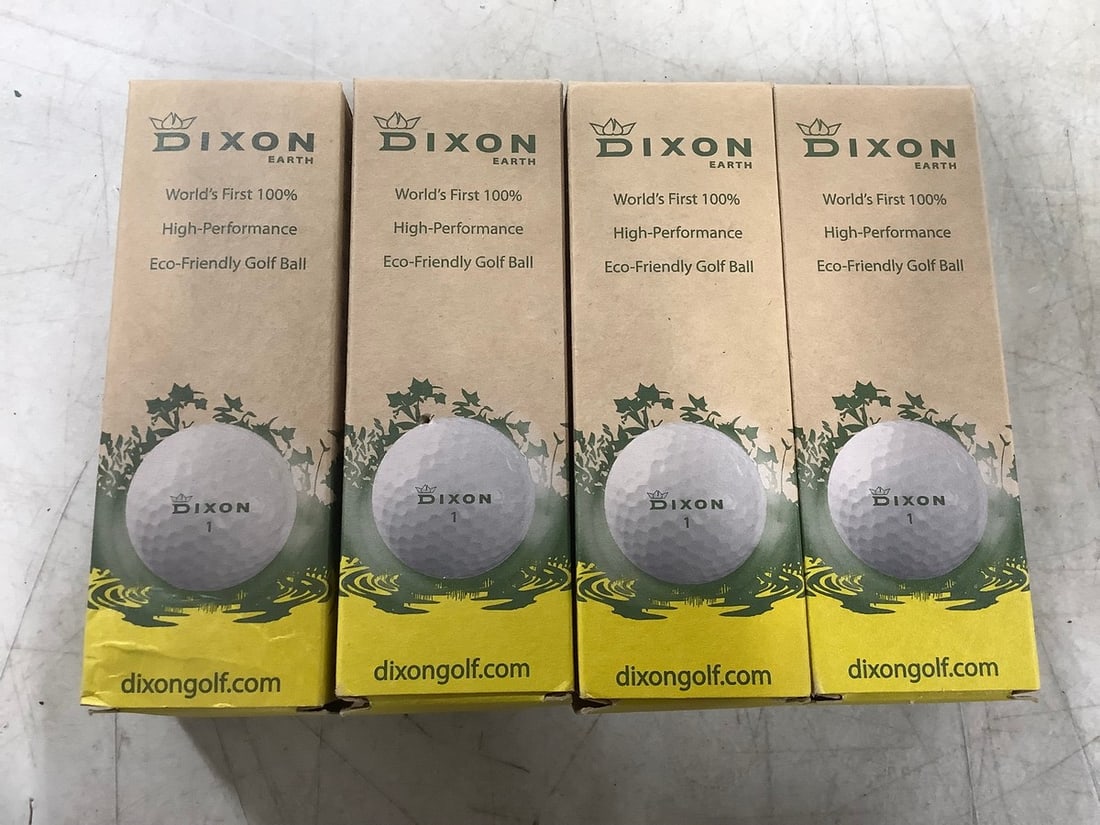 DIXON
EARTH
World's First 100%
High-Performance
Eco-Friendly Golf Ball
DIXON
1
dixongolf.com
DIXON
EARTH
World's First 100%
High-Performance
Eco-Friendly Golf Ball
DIXON
1
dixongolf.com
DIXON
EARTH
World's First 100%
High-Performance
Eco-Friendly Golf Ball
DIXON
1
dixongolf.com
DIXON
EARTH
World's First 100%
High-Performance
Eco-Friendly Golf Ball
DIXON
1
dixongolf.com